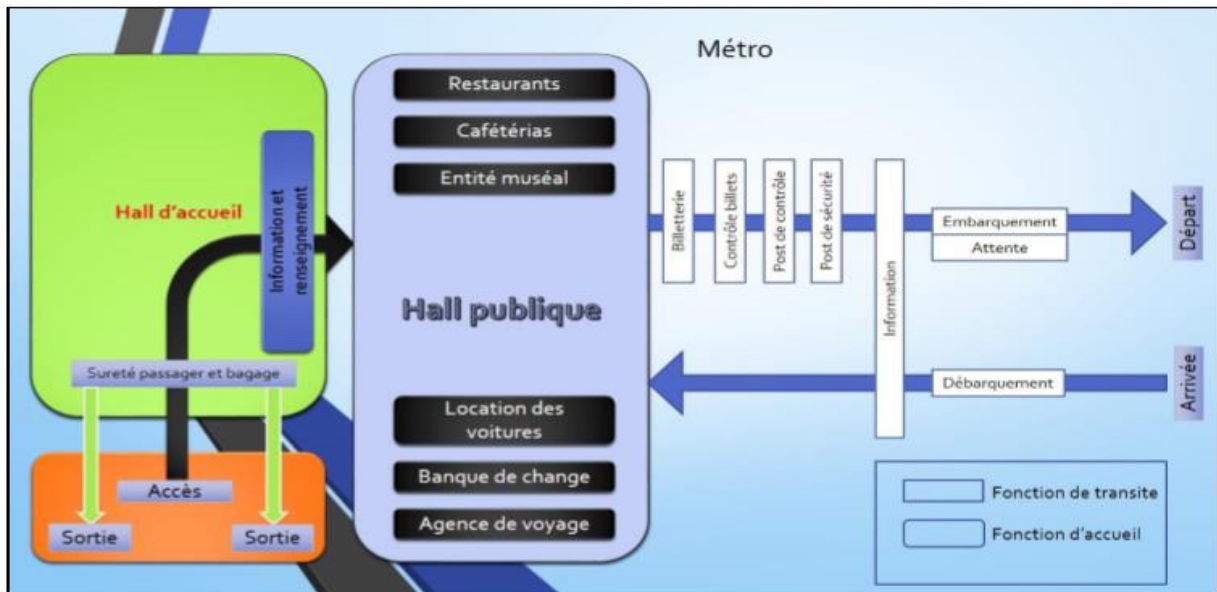 Métro
Restaurants
Cafétérias
Entité muséal
Hall d'accueil
Information et
renseignement
Hall publique
Sureté passager et bagage
Location des
voitures
Banque de change
Agence de voyage
Accès
Sortie
Sortie
Billetterie
Contrôle billets
Post de contrôle
Post de sécurité
Information
Embarquement
Attente
Départ
Débarquement
Arrivée
Fonction de transite
Fonction d'accueil